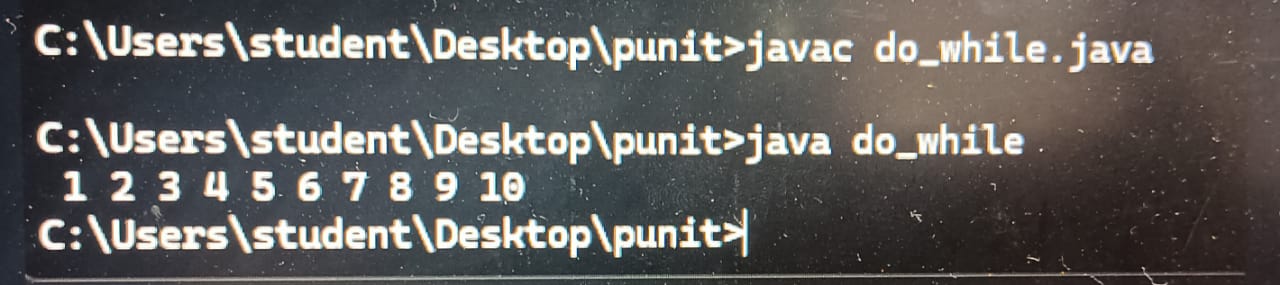 C:\Users\student\Desktop\punit>javac do_while.java
C:\Users\student\Desktop\punit>java do_while
1 2 3 4 5 6 7 8 9 10
C:\Users\student\Desktop\punit>